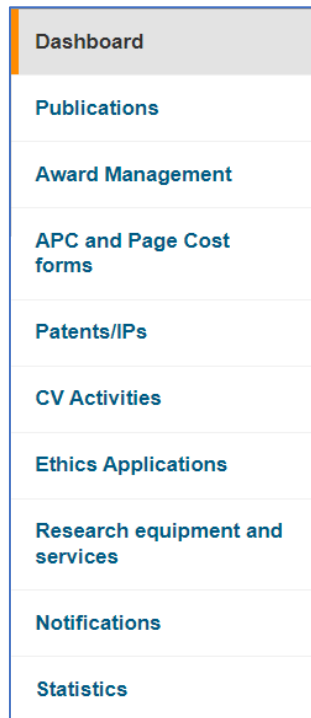 Dashboard
Publications
Award Management
APC and Page Cost
forms
Patents/IPs
CV Activities
Ethics Applications
Research equipment and
services
Notifications
Statistics